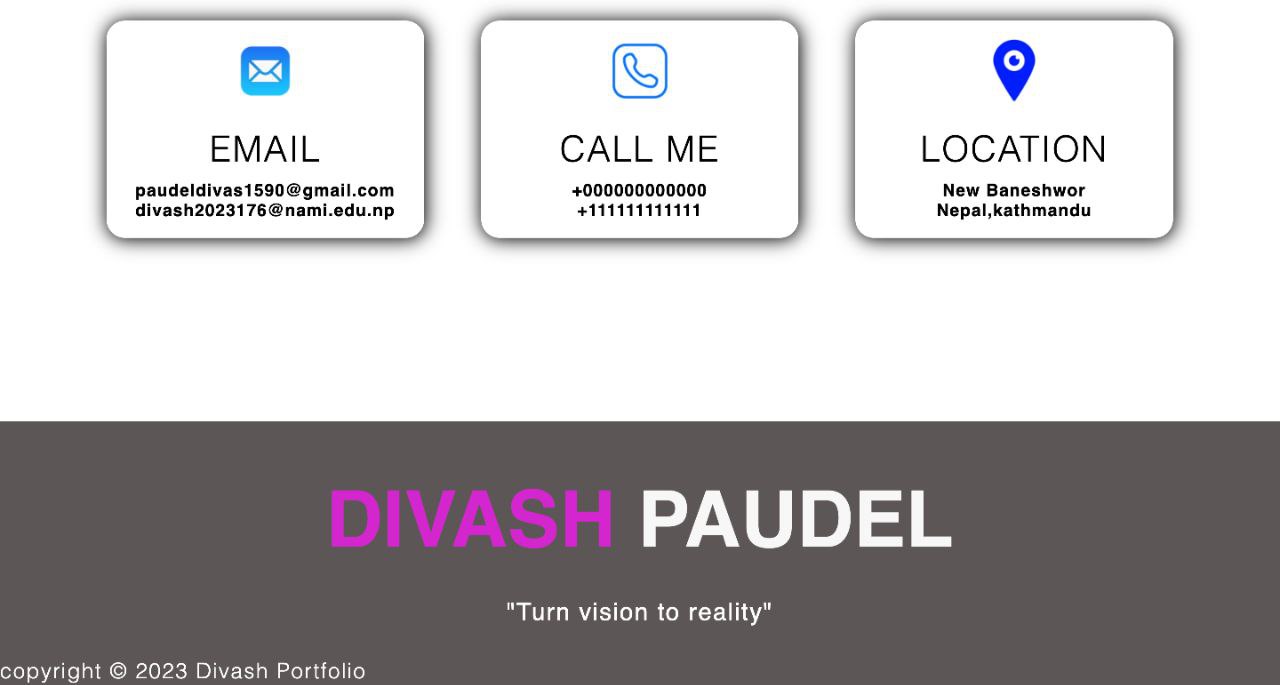 EMAIL
paudeldivas1590@gmail.com
divash2023176@nami.edu.np
CALL ME
+000000000000
+111111111111
LOCATION
New Baneshwor
Nepal,kathmandu
DIVASH PAUDEL
"Turn vision to reality"
copyright © 2023 Divash Portfolio